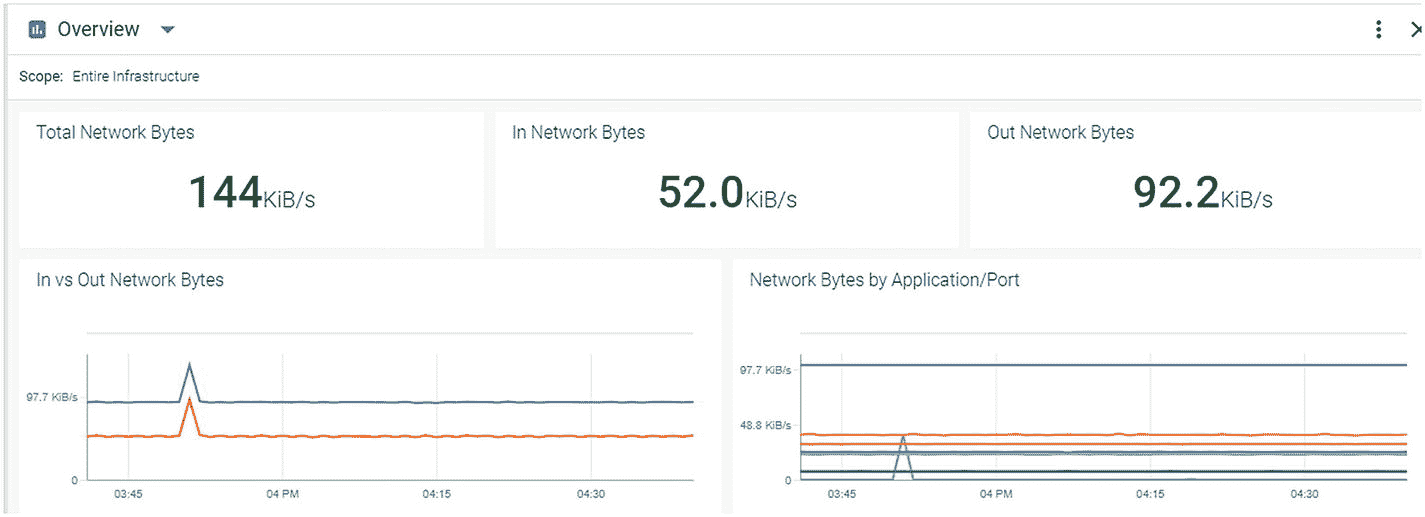 Overview
Scope: Entire Infrastructure
Total Network Bytes
144KiB/s
In Network Bytes
52.0KiB/s
Out Network Bytes
92.2KiB/s
In vs Out Network Bytes
97.7 KiB/s
0
03:45 04 PM 04:15 04:30
Network Bytes by Application/Port
97.7 KiB/s
48.8 KiB/s
0
03:45 04 PM 04:15 04:30